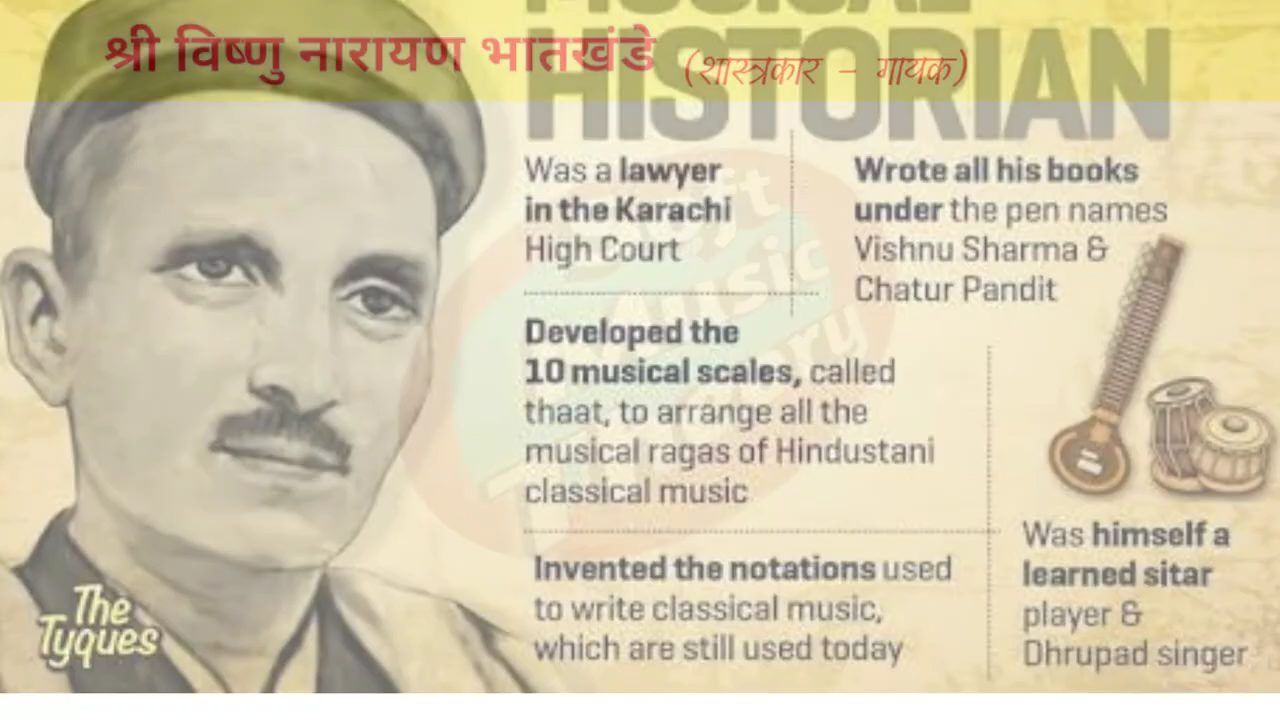 MUSICAL
श्री विष्णु नारायण भातखंडे (शास्त्रकार – गायक)
HISTORIAN
Was a lawyer
in the Karachi
High Court
Wrote all his books
under the pen names
Vishnu Sharma &
Chatur Pandit
Developed the
10 musical scales, called
thaat, to arrange all the
musical ragas of Hindustani
classical music
Invented the notations used
to write classical music,
which are still used today
Was himself a
learned sitar
player &
Dhrupad singer
The
Tyques
Music